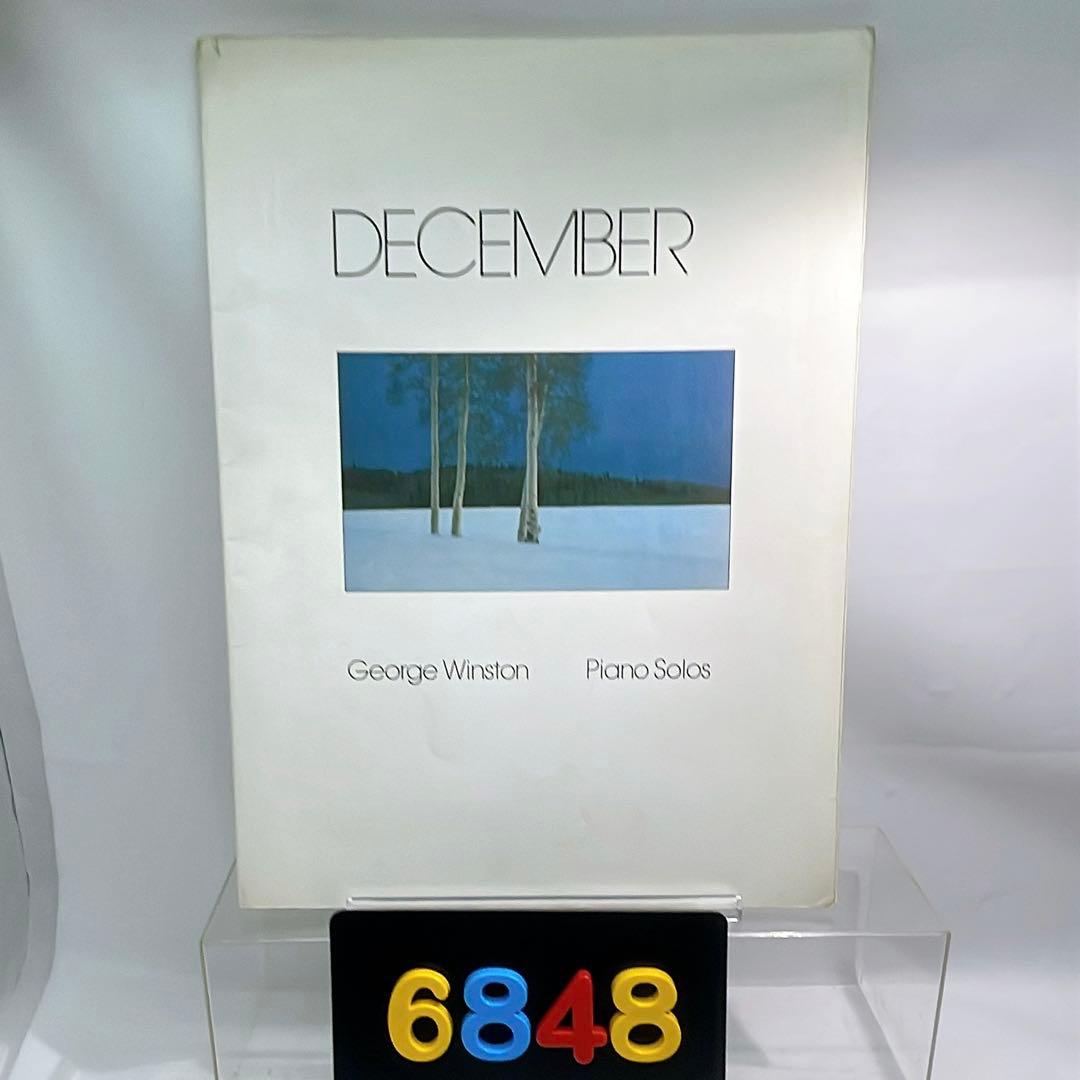 DECEMBER
George Winston Piano Solos
6848